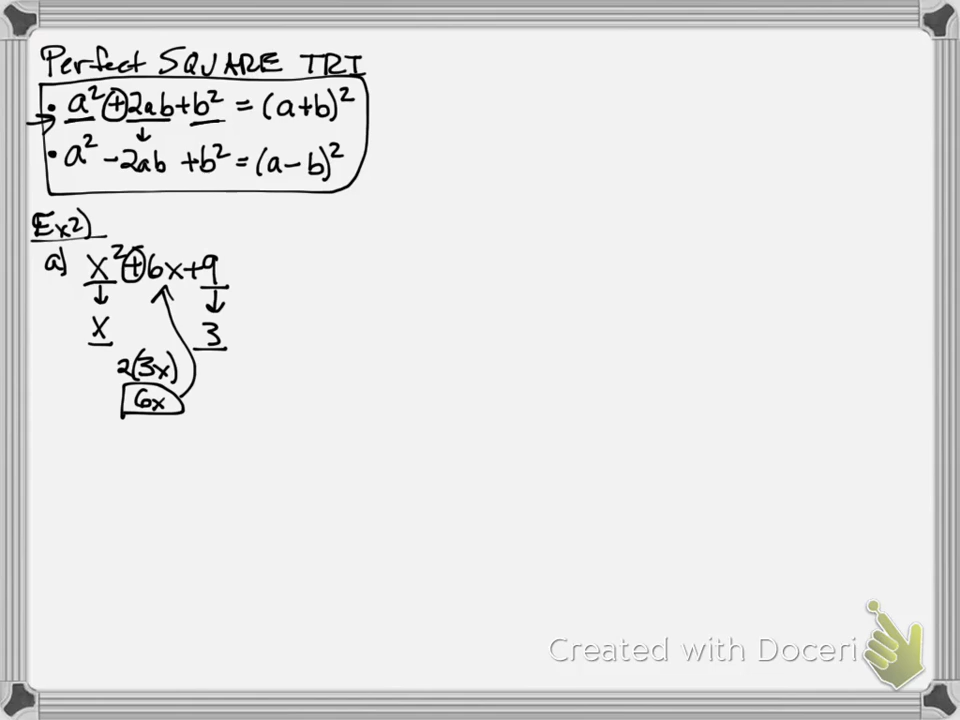 Perfect SQUARE TRI
• a² + 2ab + b² = (a+b)²
• a² - 2ab + b² = (a - b)²
Ex2)
a) x² + 6x + 9
x 3
2(3x)
6x
Created with Doceri